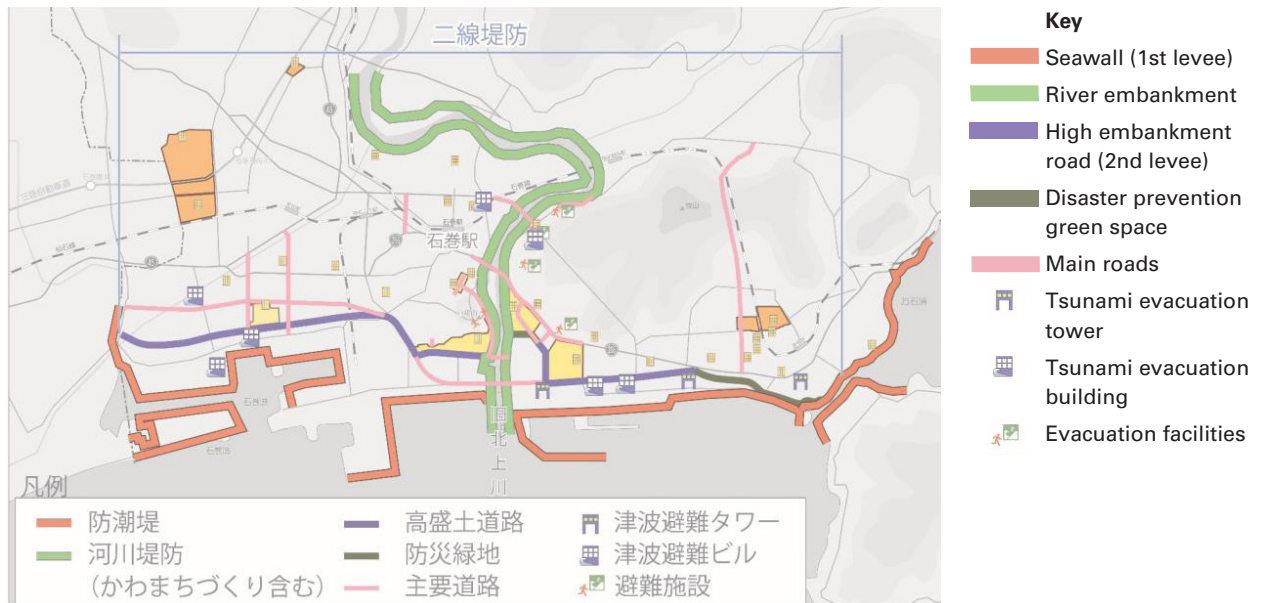 二線堤防
石巻駅
旧北上川
石巻港
凡例
防潮堤
河川堤防
(かわまちづくり含む)
高盛土道路
防災緑地
主要道路
津波避難タワー
津波避難ビル
避難施設
Key
Seawall (1st levee)
River embankment
High embankment
road (2nd levee)
Disaster prevention
green space
Main roads
Tsunami evacuation
tower
Tsunami evacuation
building
Evacuation facilities